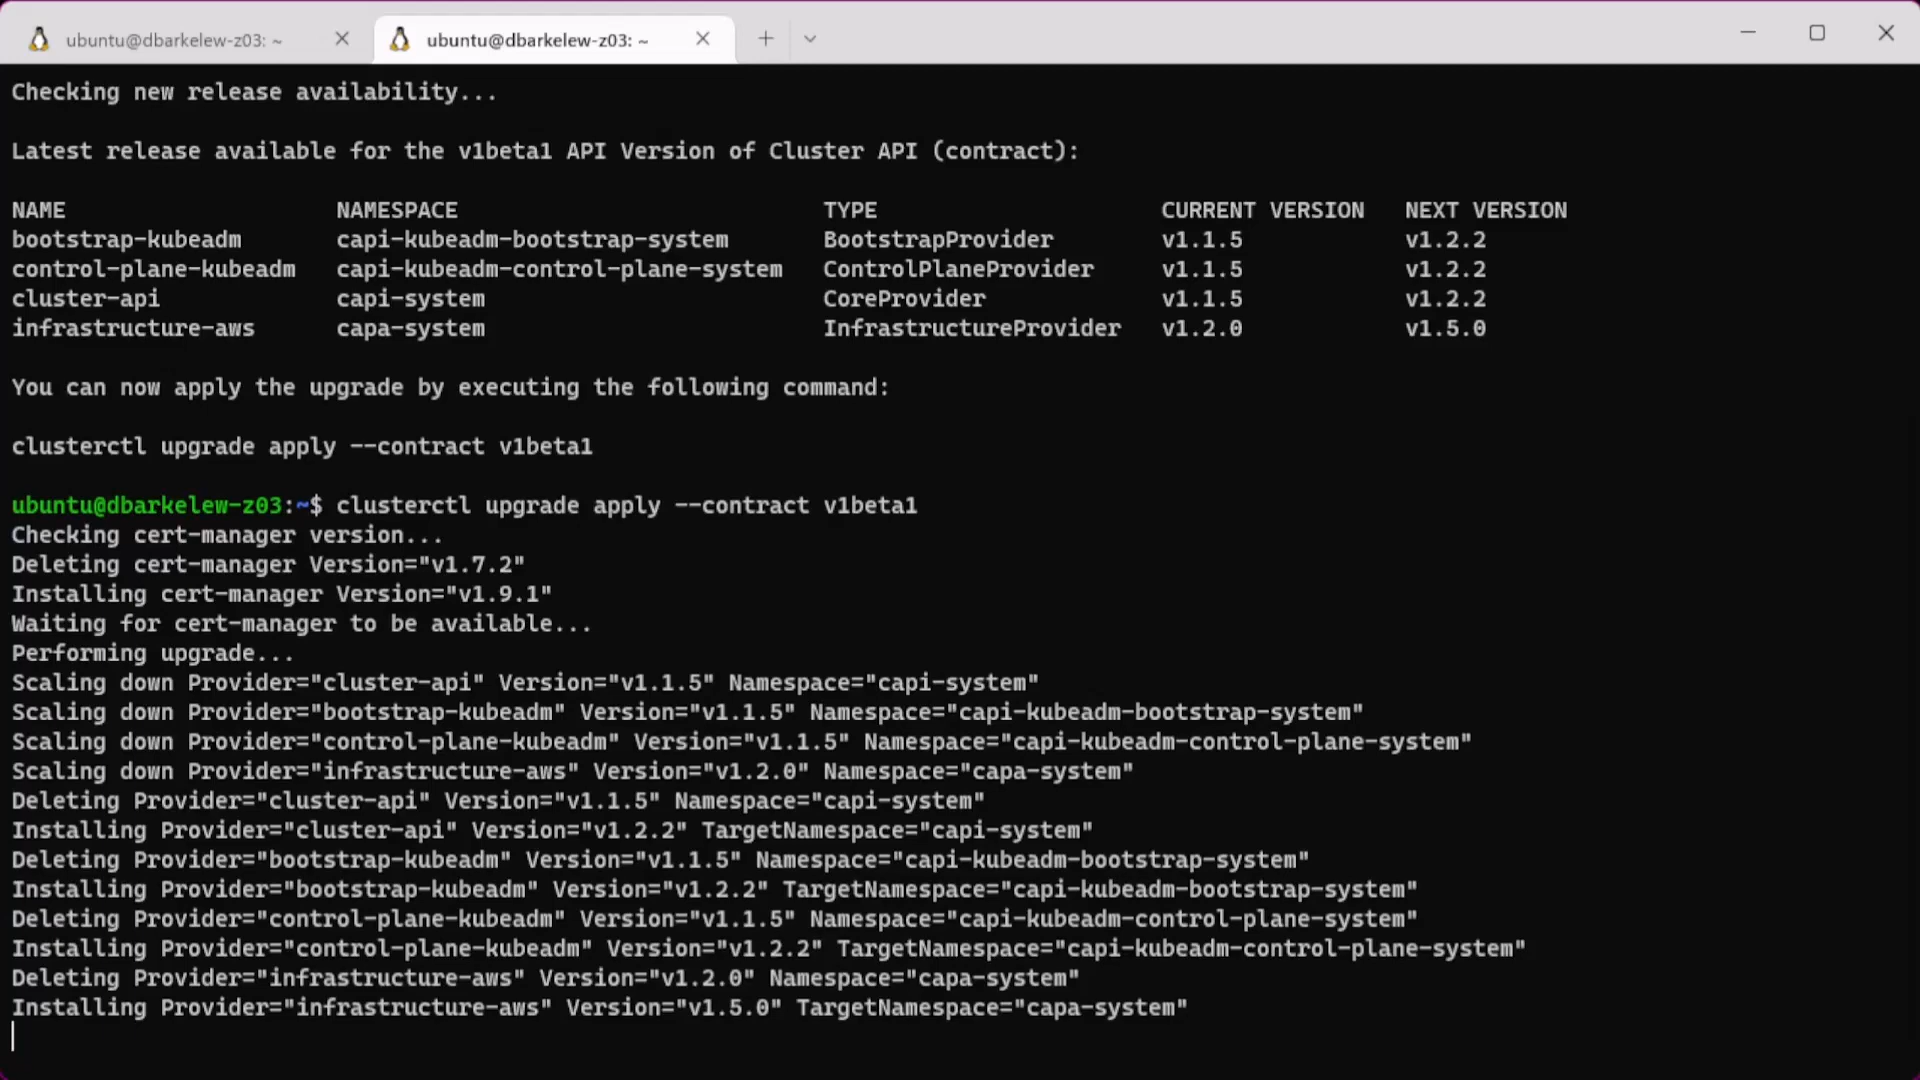 ubuntu@dbarkelew-z03: ~
ubuntu@dbarkelew-z03: ~
Checking new release availability...
Latest release available for the v1beta1 API Version of Cluster API (contract):
NAME NAMESPACE TYPE CURRENT VERSION NEXT VERSION
bootstrap-kubeadm capi-kubeadm-bootstrap-system BootstrapProvider v1.1.5 v1.2.2
control-plane-kubeadm capi-kubeadm-control-plane-system ControlPlaneProvider v1.1.5 v1.2.2
cluster-api capi-system CoreProvider v1.1.5 v1.2.2
infrastructure-aws capa-system InfrastructureProvider v1.2.0 v1.5.0
You can now apply the upgrade by executing the following command:
clusterctl upgrade apply --contract v1beta1
ubuntu@dbarkelew-z03:~$ clusterctl upgrade apply --contract v1beta1
Checking cert-manager version...
Deleting cert-manager Version="v1.7.2"
Installing cert-manager Version="v1.9.1"
Waiting for cert-manager to be available...
Performing upgrade...
Scaling down Provider="cluster-api" Version="v1.1.5" Namespace="capi-system"
Scaling down Provider="bootstrap-kubeadm" Version="v1.1.5" Namespace="capi-kubeadm-bootstrap-system"
Scaling down Provider="control-plane-kubeadm" Version="v1.1.5" Namespace="capi-kubeadm-control-plane-system"
Scaling down Provider="infrastructure-aws" Version="v1.2.0" Namespace="capa-system"
Deleting Provider="cluster-api" Version="v1.1.5" Namespace="capi-system"
Installing Provider="cluster-api" Version="v1.2.2" TargetNamespace="capi-system"
Deleting Provider="bootstrap-kubeadm" Version="v1.1.5" Namespace="capi-kubeadm-bootstrap-system"
Installing Provider="bootstrap-kubeadm" Version="v1.2.2" TargetNamespace="capi-kubeadm-bootstrap-system"
Deleting Provider="control-plane-kubeadm" Version="v1.1.5" Namespace="capi-kubeadm-control-plane-system"
Installing Provider="control-plane-kubeadm" Version="v1.2.2" TargetNamespace="capi-kubeadm-control-plane-system"
Deleting Provider="infrastructure-aws" Version="v1.2.0" Namespace="capa-system"
Installing Provider="infrastructure-aws" Version="v1.5.0" TargetNamespace="capa-system"